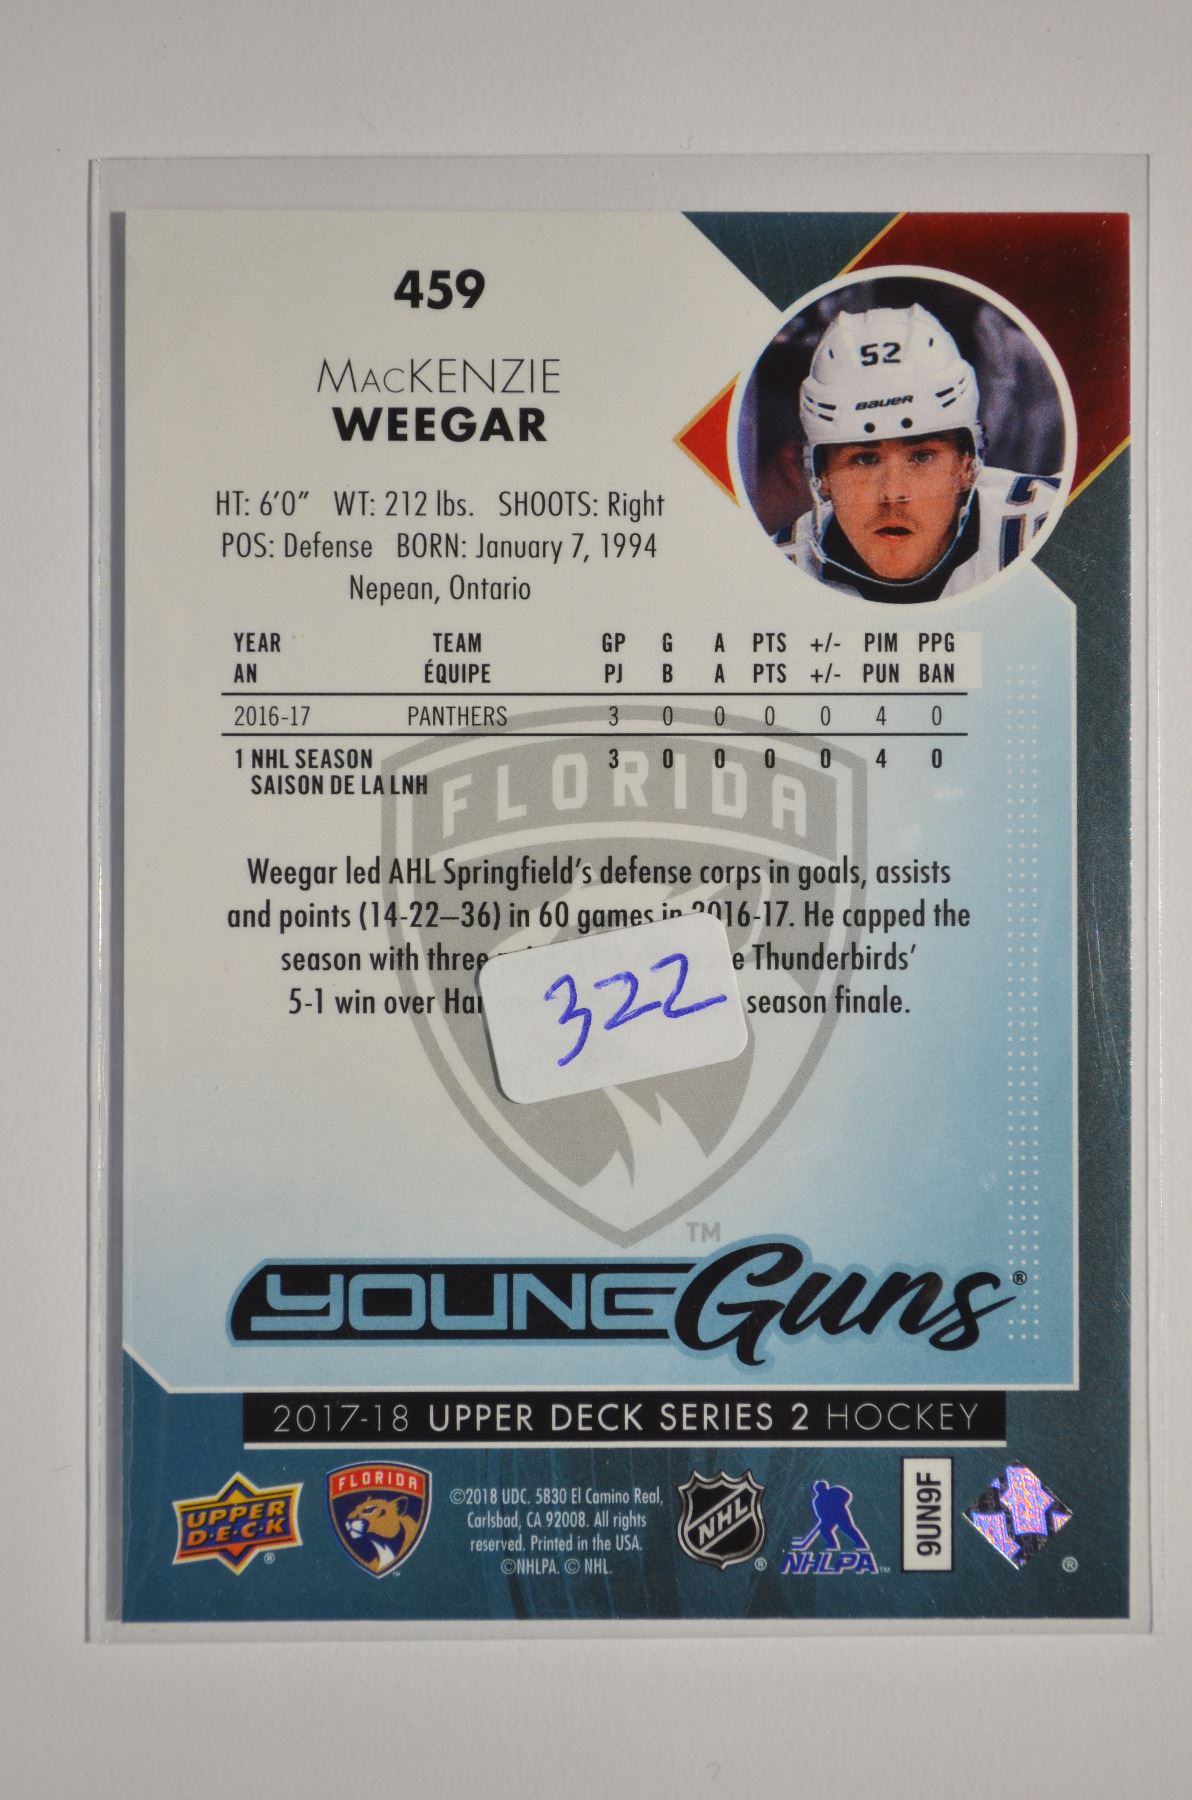 459
MacKENZIE
WEEGAR
52
BAUER
HT: 6'0" WT: 212 lbs. SHOOTS: Right
POS: Defense BORN: January 7, 1994
Nepean, Ontario
YEAR TEAM GP G A PTS +/- PIM PPG
AN ÉQUIPE PJ B A PTS +/- PUN BAN
2016-17 PANTHERS 3 0 0 0 0 4 0
1 NHL SEASON 3 0 0 0 0 4 0
SAISON DE LA LNH
FLORIDA
Weegar led AHL Springfield's defense corps in goals, assists
and points (14-22–36) in 60 games in 2016-17. He capped the
season with three Thunderbirds'
5-1 win over season finale.
322
TM
YOUNG Guns®
2017-18 UPPER DECK SERIES 2 HOCKEY
UPPER
D·E·C·K
®
FLORIDA
TM
©2018 UDC. 5830 El Camino Real,
Carlsbad, CA 92008. All rights
reserved. Printed in the USA.
©NHLPA. © NHL.
NHL
®
NHLPA
TM
9UN9F
®